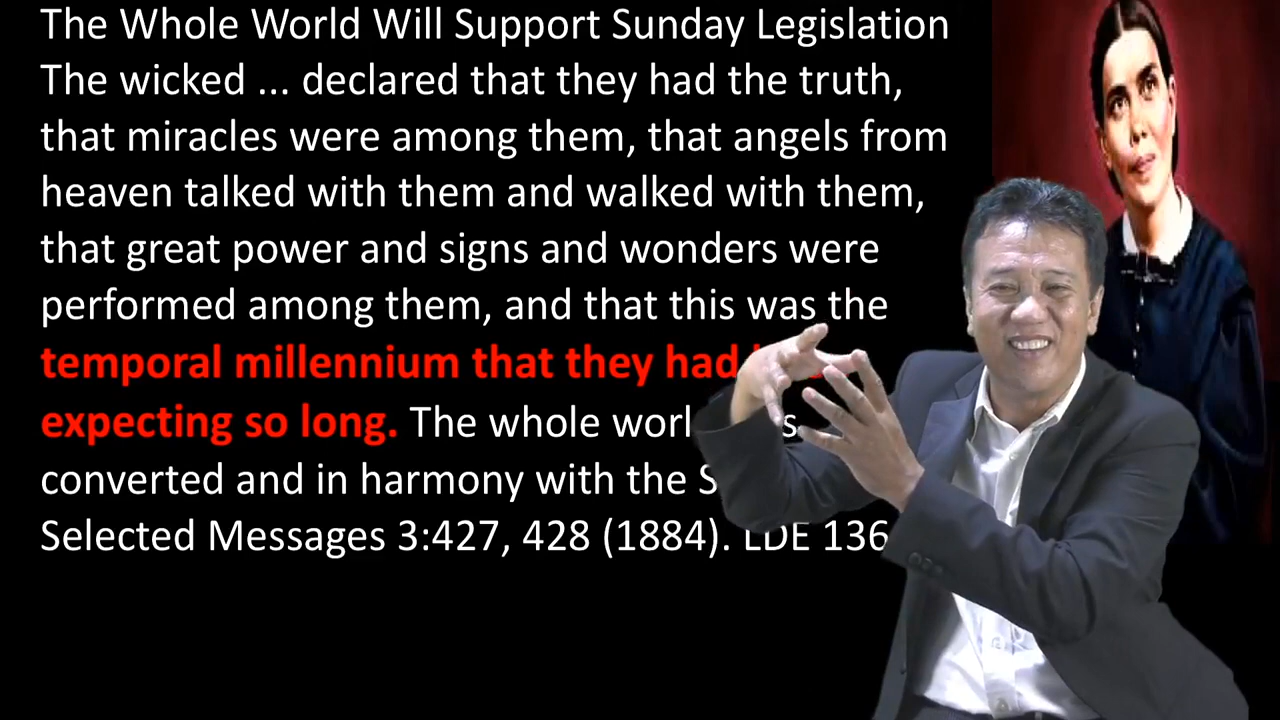 The Whole World Will Support Sunday Legislation
The wicked ... declared that they had the truth,
that miracles were among them, that angels from
heaven talked with them and walked with them,
that great power and signs and wonders were
performed among them, and that this was the
temporal millennium that they had
expecting so long. The whole
converted and in harmony with the
Selected Messages 3:427, 428 (1884). LDE 136